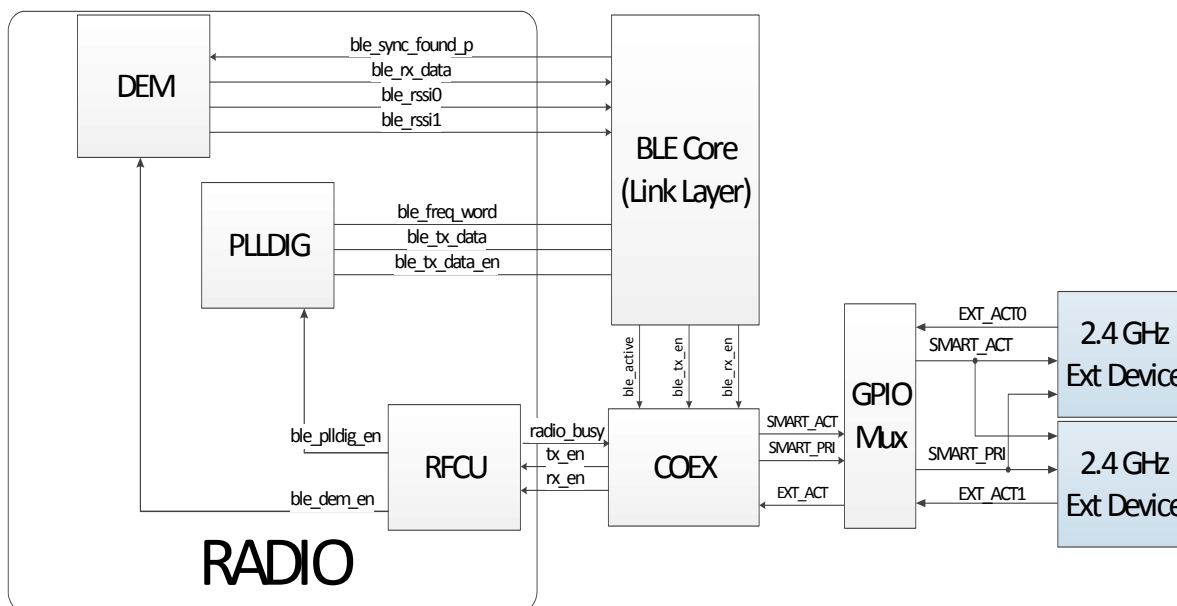 ble_sync_found_p
ble_rx_data
ble_rssi0
ble_rssi1
DEM
BLE Core
(Link Layer)
ble_freq_word
ble_tx_data
ble_tx_data_en
PLLDIG
ble_active
ble_tx_en
ble_rx_en
EXT_ACT0
SMART_ACT
2.4 GHz
Ext Device
GPIO
Mux
ble_plldig_en
radio_busy
tx_en
rx_en
RFCU
COEX
SMART_ACT
SMART_PRI
EXT_ACT
SMART_PRI
EXT_ACT1
2.4 GHz
Ext Device
ble_dem_en
RADIO